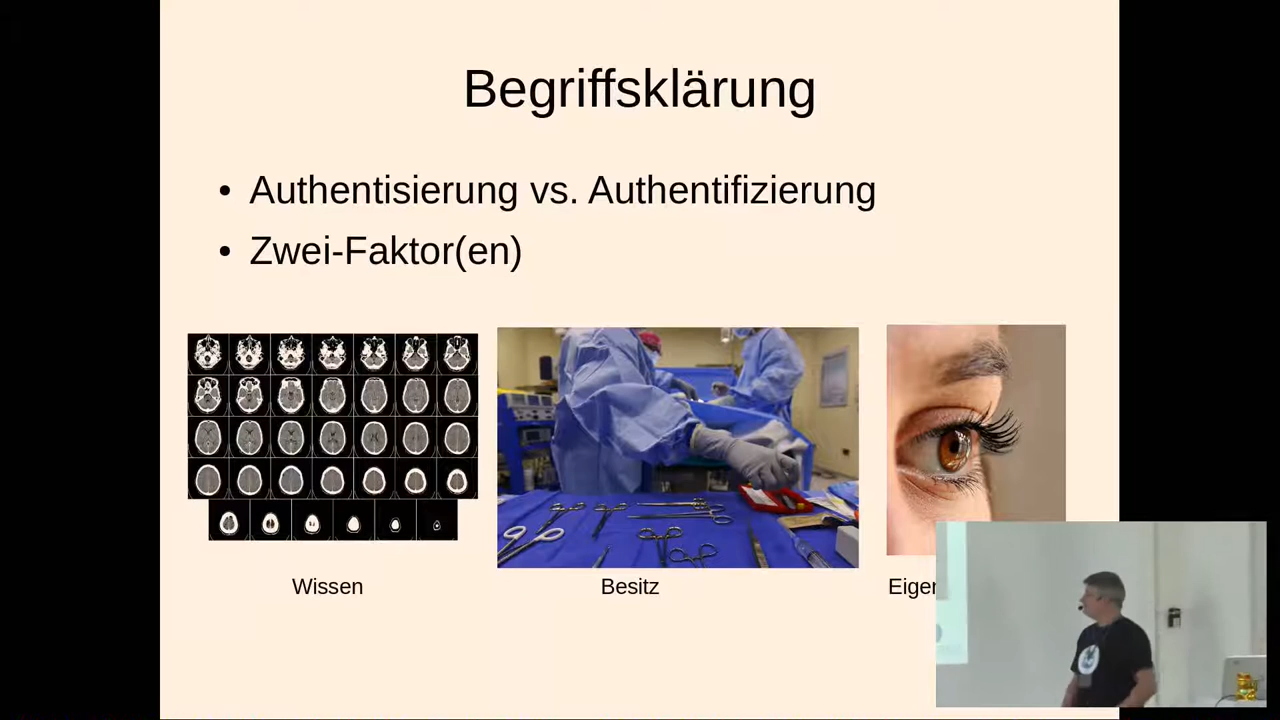 Begriffsklärung
Authentisierung vs. Authentifizierung
Zwei-Faktor(en)
Wissen
Besitz